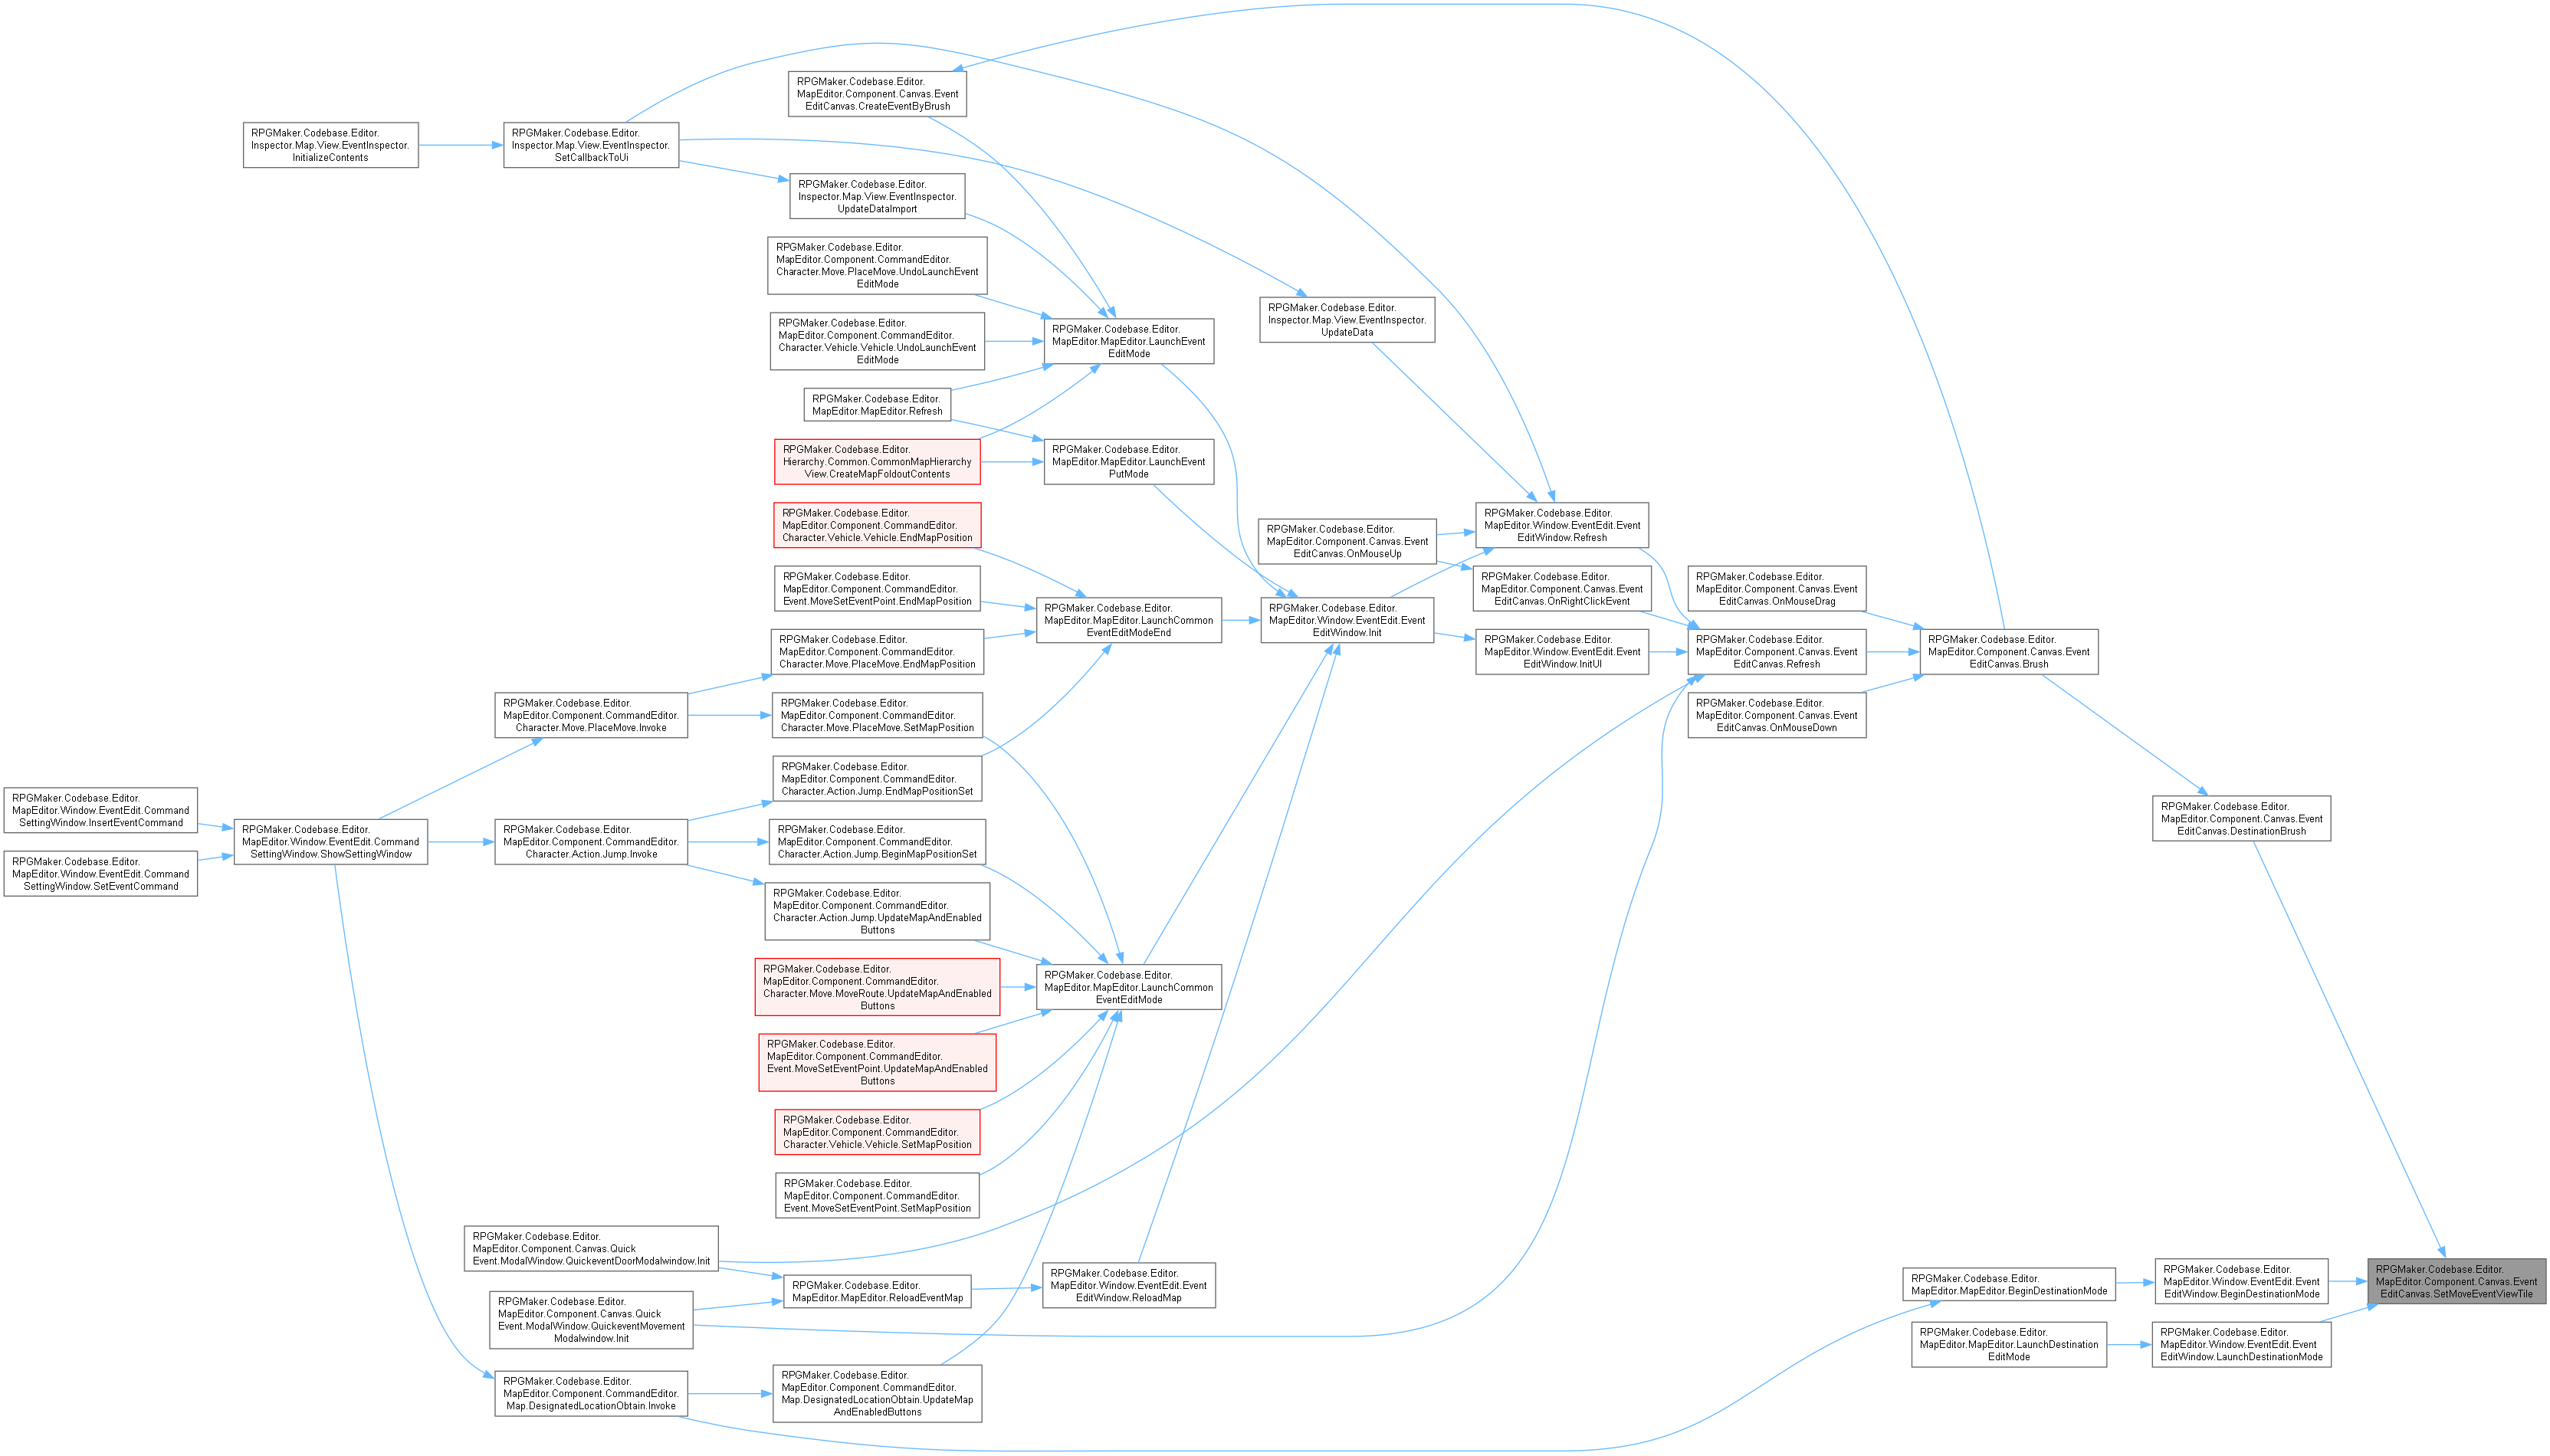 RPGMaker.Codebase.Editor.
MapEditor.Component.Canvas.Event
EditCanvas.CreateEventByBrush
RPGMaker.Codebase.Editor.
Inspector.Map.View.EventInspector.
InitializeContents
RPGMaker.Codebase.Editor.
Inspector.Map.View.EventInspector.
SetCallbackToUi
RPGMaker.Codebase.Editor.
Inspector.Map.View.EventInspector.
UpdateDataImport
RPGMaker.Codebase.Editor.
MapEditor.Component.CommandEditor.
Character.Move.PlaceMove.UndoLaunchEvent
EditMode
RPGMaker.Codebase.Editor.
Inspector.Map.View.EventInspector.
UpdateData
RPGMaker.Codebase.Editor.
MapEditor.Component.CommandEditor.
Character.Vehicle.Vehicle.UndoLaunchEvent
EditMode
RPGMaker.Codebase.Editor.
MapEditor.MapEditor.LaunchEvent
EditMode
RPGMaker.Codebase.Editor.
MapEditor.MapEditor.Refresh
RPGMaker.Codebase.Editor.
Hierarchy.Common.CommonMapHierarchy
View.CreateMapFoldoutContents
RPGMaker.Codebase.Editor.
MapEditor.MapEditor.LaunchEvent
PutMode
RPGMaker.Codebase.Editor.
MapEditor.Component.CommandEditor.
Character.Vehicle.Vehicle.EndMapPosition
RPGMaker.Codebase.Editor.
MapEditor.Window.EventEdit.Event
EditWindow.Refresh
RPGMaker.Codebase.Editor.
MapEditor.Component.Canvas.Event
EditCanvas.OnMouseUp
RPGMaker.Codebase.Editor.
MapEditor.Component.CommandEditor.
Event.MoveSetEventPoint.EndMapPosition
RPGMaker.Codebase.Editor.
MapEditor.Component.Canvas.Event
EditCanvas.OnRightClickEvent
RPGMaker.Codebase.Editor.
MapEditor.Component.Canvas.Event
EditCanvas.OnMouseDrag
RPGMaker.Codebase.Editor.
MapEditor.MapEditor.LaunchCommon
EventEditModeEnd
RPGMaker.Codebase.Editor.
MapEditor.Window.EventEdit.Event
EditWindow.Init
RPGMaker.Codebase.Editor.
MapEditor.Component.CommandEditor.
Character.Move.PlaceMove.EndMapPosition
RPGMaker.Codebase.Editor.
MapEditor.Window.EventEdit.Event
EditWindow.InitUI
RPGMaker.Codebase.Editor.
MapEditor.Component.Canvas.Event
EditCanvas.Refresh
RPGMaker.Codebase.Editor.
MapEditor.Component.Canvas.Event
EditCanvas.Brush
RPGMaker.Codebase.Editor.
MapEditor.Component.CommandEditor.
Character.Move.PlaceMove.Invoke
RPGMaker.Codebase.Editor.
MapEditor.Component.CommandEditor.
Character.Move.PlaceMove.SetMapPosition
RPGMaker.Codebase.Editor.
MapEditor.Component.Canvas.Event
EditCanvas.OnMouseDown
RPGMaker.Codebase.Editor.
MapEditor.Component.CommandEditor.
Character.Action.Jump.EndMapPositionSet
RPGMaker.Codebase.Editor.
MapEditor.Window.EventEdit.Command
SettingWindow.InsertEventCommand
RPGMaker.Codebase.Editor.
MapEditor.Component.Canvas.Event
EditCanvas.DestinationBrush
RPGMaker.Codebase.Editor.
MapEditor.Window.EventEdit.Command
SettingWindow.ShowSettingWindow
RPGMaker.Codebase.Editor.
MapEditor.Component.CommandEditor.
Character.Action.Jump.Invoke
RPGMaker.Codebase.Editor.
MapEditor.Component.CommandEditor.
Character.Action.Jump.BeginMapPositionSet
RPGMaker.Codebase.Editor.
MapEditor.Window.EventEdit.Command
SettingWindow.SetEventCommand
RPGMaker.Codebase.Editor.
MapEditor.Component.CommandEditor.
Character.Action.Jump.UpdateMapAndEnabled
Buttons
RPGMaker.Codebase.Editor.
MapEditor.Component.CommandEditor.
Character.Move.MoveRoute.UpdateMapAndEnabled
Buttons
RPGMaker.Codebase.Editor.
MapEditor.MapEditor.LaunchCommon
EventEditMode
RPGMaker.Codebase.Editor.
MapEditor.Component.CommandEditor.
Event.MoveSetEventPoint.UpdateMapAndEnabled
Buttons
RPGMaker.Codebase.Editor.
MapEditor.Component.CommandEditor.
Character.Vehicle.Vehicle.SetMapPosition
RPGMaker.Codebase.Editor.
MapEditor.Component.CommandEditor.
Event.MoveSetEventPoint.SetMapPosition
RPGMaker.Codebase.Editor.
MapEditor.Component.Canvas.Quick
Event.ModalWindow.QuickeventDoorModalwindow.Init
RPGMaker.Codebase.Editor.
MapEditor.MapEditor.ReloadEventMap
RPGMaker.Codebase.Editor.
MapEditor.Window.EventEdit.Event
EditWindow.ReloadMap
RPGMaker.Codebase.Editor.
MapEditor.MapEditor.BeginDestinationMode
RPGMaker.Codebase.Editor.
MapEditor.Window.EventEdit.Event
EditWindow.BeginDestinationMode
RPGMaker.Codebase.Editor.
MapEditor.Component.Canvas.Event
EditCanvas.SetMoveEventViewTile
RPGMaker.Codebase.Editor.
MapEditor.Component.Canvas.Quick
Event.ModalWindow.QuickeventMovement
Modalwindow.Init
RPGMaker.Codebase.Editor.
MapEditor.MapEditor.LaunchDestination
EditMode
RPGMaker.Codebase.Editor.
MapEditor.Window.EventEdit.Event
EditWindow.LaunchDestinationMode
RPGMaker.Codebase.Editor.
MapEditor.Component.CommandEditor.
Map.DesignatedLocationObtain.Invoke
RPGMaker.Codebase.Editor.
MapEditor.Component.CommandEditor.
Map.DesignatedLocationObtain.UpdateMap
AndEnabledButtons